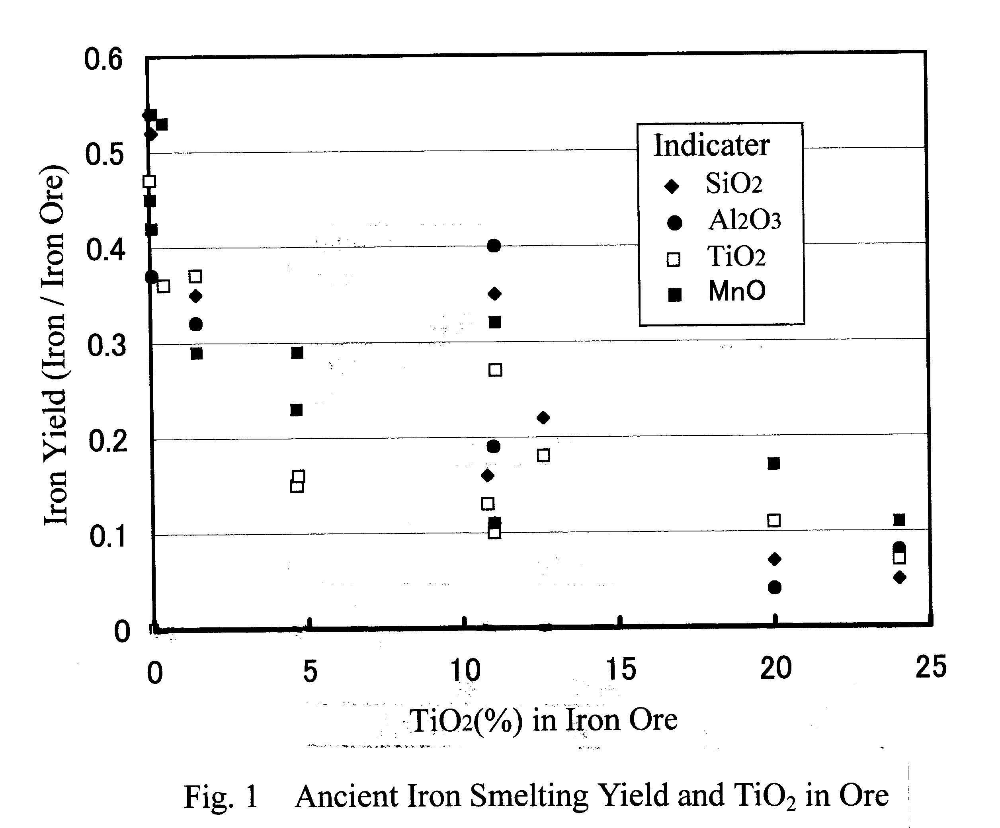 0.6
0.5
0.4
0.3
0.2
0.1
0
Iron Yield (Iron / Iron Ore)
Indicater
SiO2
Al2O3
TiO2
MnO
0 5 10 15 20 25
TiO2(%) in Iron Ore
Fig. 1 Ancient Iron Smelting Yield and TiO₂ in Ore